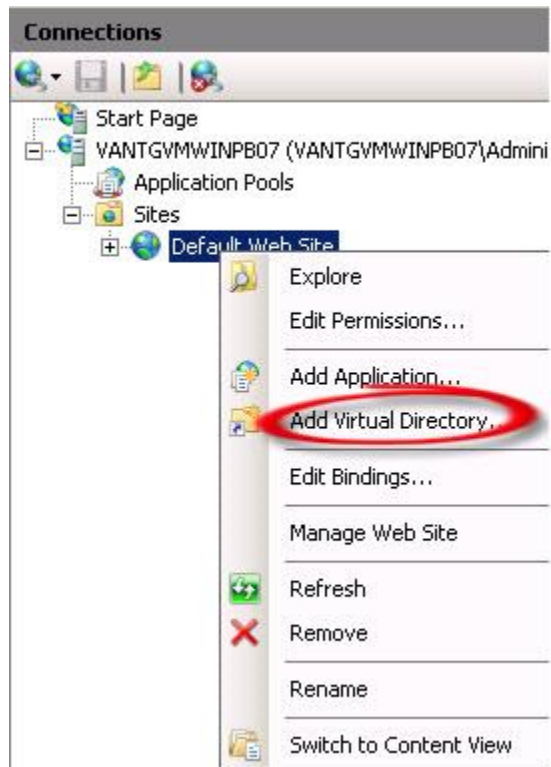 Connections
Start Page
VANTGVMWINPB07 (VANTGVMWINPB07\Admini
Application Pools
Sites
Default Web Site
Explore
Edit Permissions...
Add Application...
Add Virtual Directory..
Edit Bindings...
Manage Web Site
Refresh
Remove
Rename
Switch to Content View